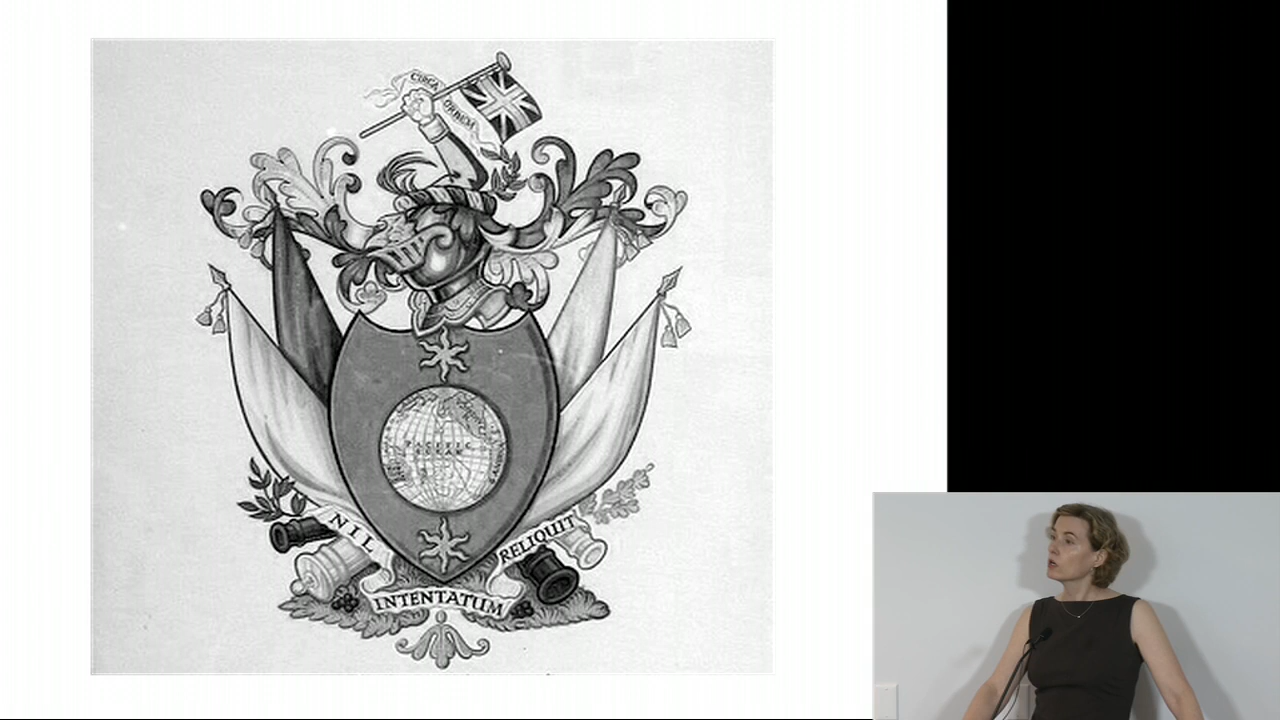 CIRCA
ORBEM
PACIFIC
OCEAN
NIL
INTENTATUM
RELIQUIT